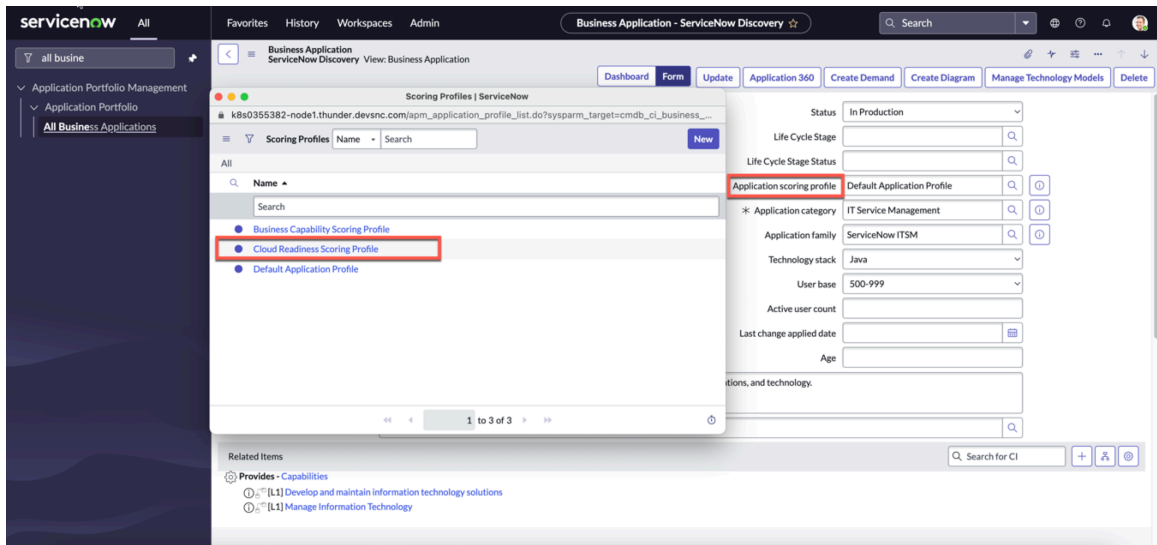 servicenow All Favorites History Workspaces Admin Business Application - ServiceNow Discovery ☆ Search
all busine
Application Portfolio Management
Application Portfolio
All Business Applications
Business Application
ServiceNow Discovery View: Business Application
Dashboard Form Update Application 360 Create Demand Create Diagram Manage Technology Models Delete
Scoring Profiles | ServiceNow
k8s0355382-node1.thunder.devsnc.com/apm_application_profile_list.do?sysparm_target=cmdb_ci_business_...
Scoring Profiles Name Search New
All
Name
Search
Business Capability Scoring Profile
Cloud Readiness Scoring Profile
Default Application Profile
1 to 3 of 3
Status In Production
Life Cycle Stage
Life Cycle Stage Status
Application scoring profile Default Application Profile
Application category IT Service Management
Application family ServiceNow ITSM
Technology stack Java
User base 500-999
Active user count
Last change applied date
Age
tions, and technology.
Related Items Search for CI
Provides - Capabilities
[L1] Develop and maintain information technology solutions
[L1] Manage Information Technology